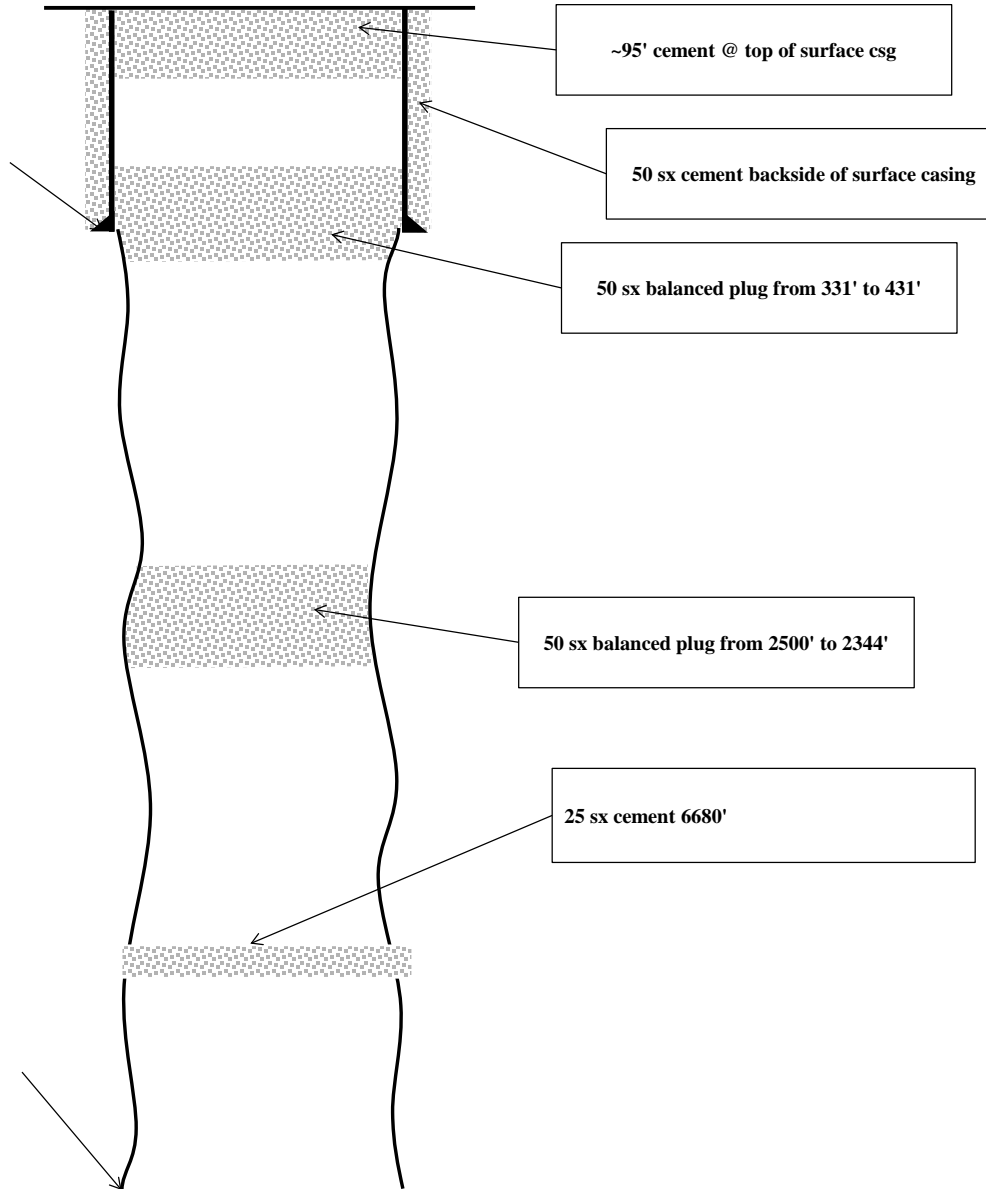 ~95' cement @ top of surface csg
50 sx cement backside of surface casing
50 sx balanced plug from 331' to 431'
50 sx balanced plug from 2500' to 2344'
25 sx cement 6680'